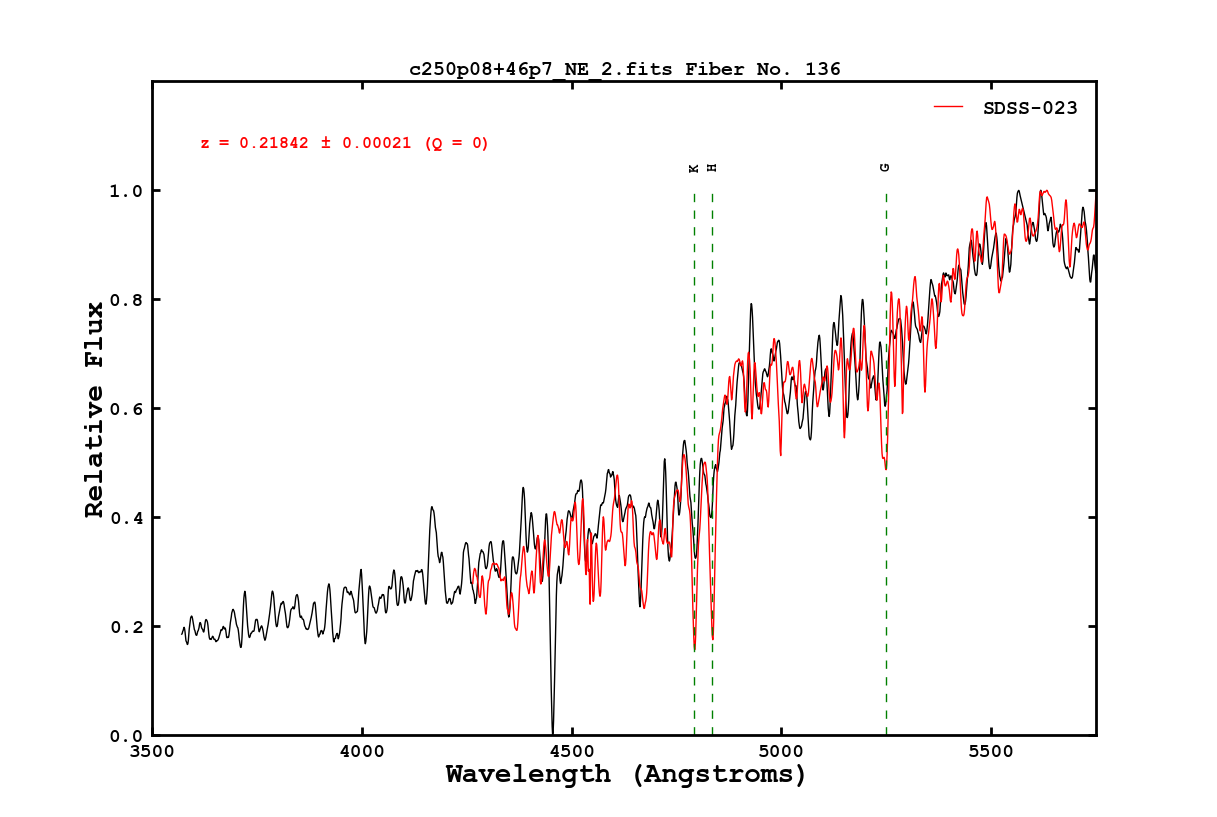 c250p08+46p7_NE_2.fits Fiber No. 136
SDSS-023
z = 0.21842 ± 0.00021 (Q = 0)
K H G
1.0
0.8
0.6
0.4
0.2
0.0
Relative Flux
3500 4000 4500 5000 5500
Wavelength (Angstroms)